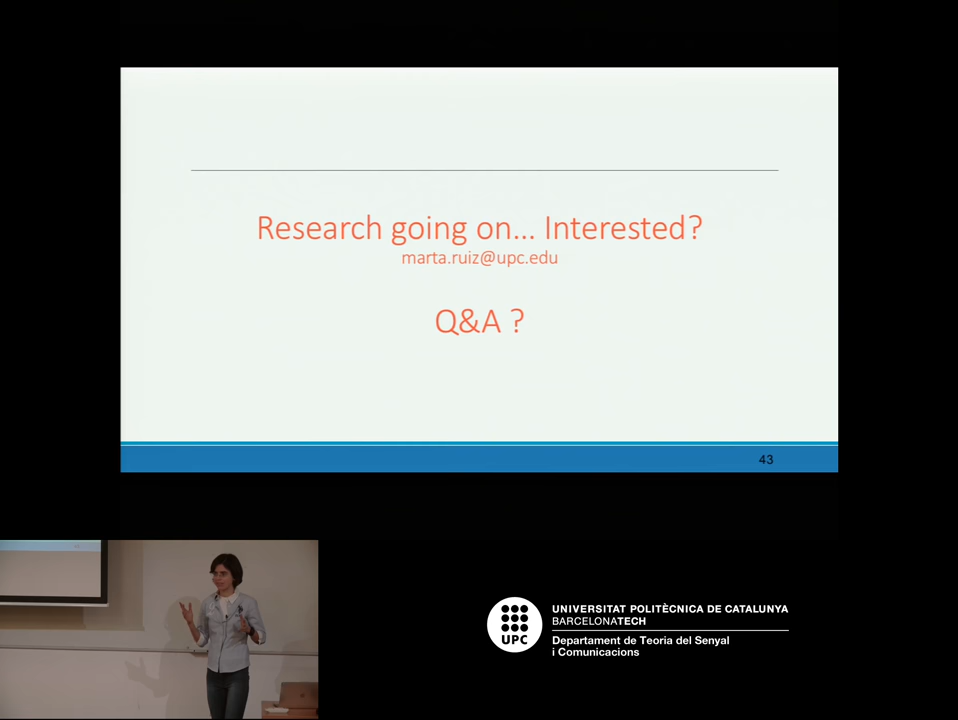 Research going on... Interested?
marta.ruiz@upc.edu
Q&A ?
43
UPC
UNIVERSITAT POLITÈCNICA DE CATALUNYA
BARCELONATECH
Departament de Teoria del Senyal
i Comunicacions